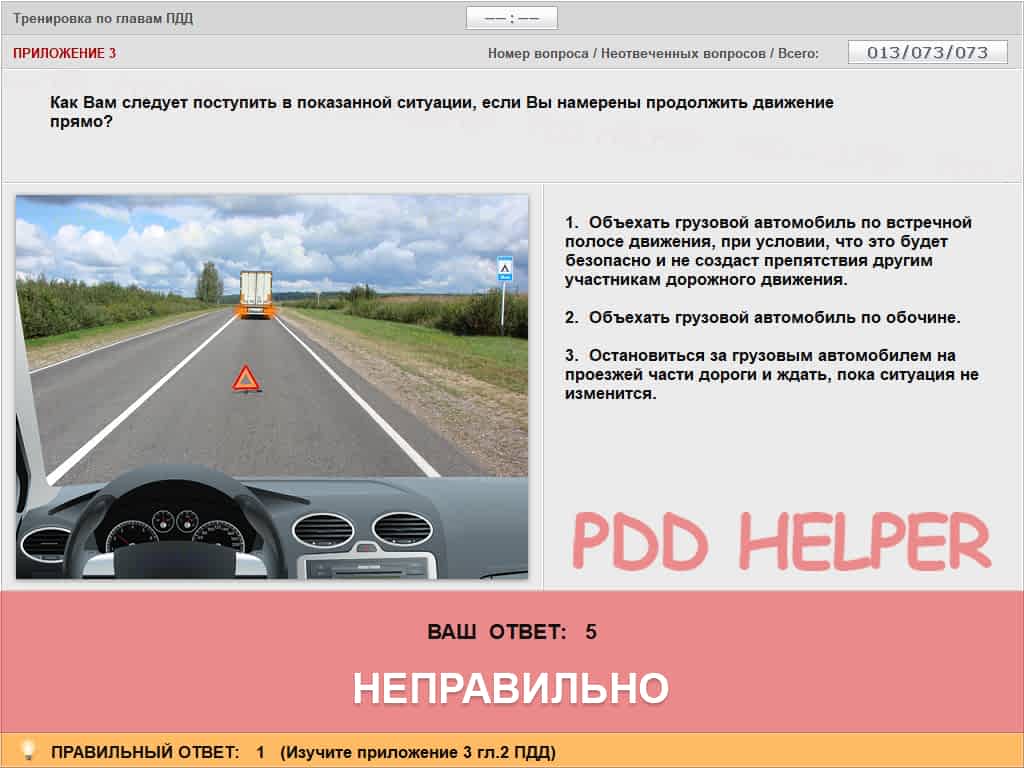 Тренировка по главам ПДД
––:––
ПРИЛОЖЕНИЕ 3
Номер вопроса / Неотвеченных вопросов / Всего:
013/073/073
Как Вам следует поступить в показанной ситуации, если Вы намерены продолжить движение
прямо?
1. Объехать грузовой автомобиль по встречной
полосе движения, при условии, что это будет
безопасно и не создаст препятствия другим
участникам дорожного движения.
2. Объехать грузовой автомобиль по обочине.
3. Остановиться за грузовым автомобилем на
проезжей части дороги и ждать, пока ситуация не
изменится.
PDD HELPER
ВАШ ОТВЕТ: 5
НЕПРАВИЛЬНО
ПРАВИЛЬНЫЙ ОТВЕТ: 1 (Изучите приложение 3 гл.2 ПДД)